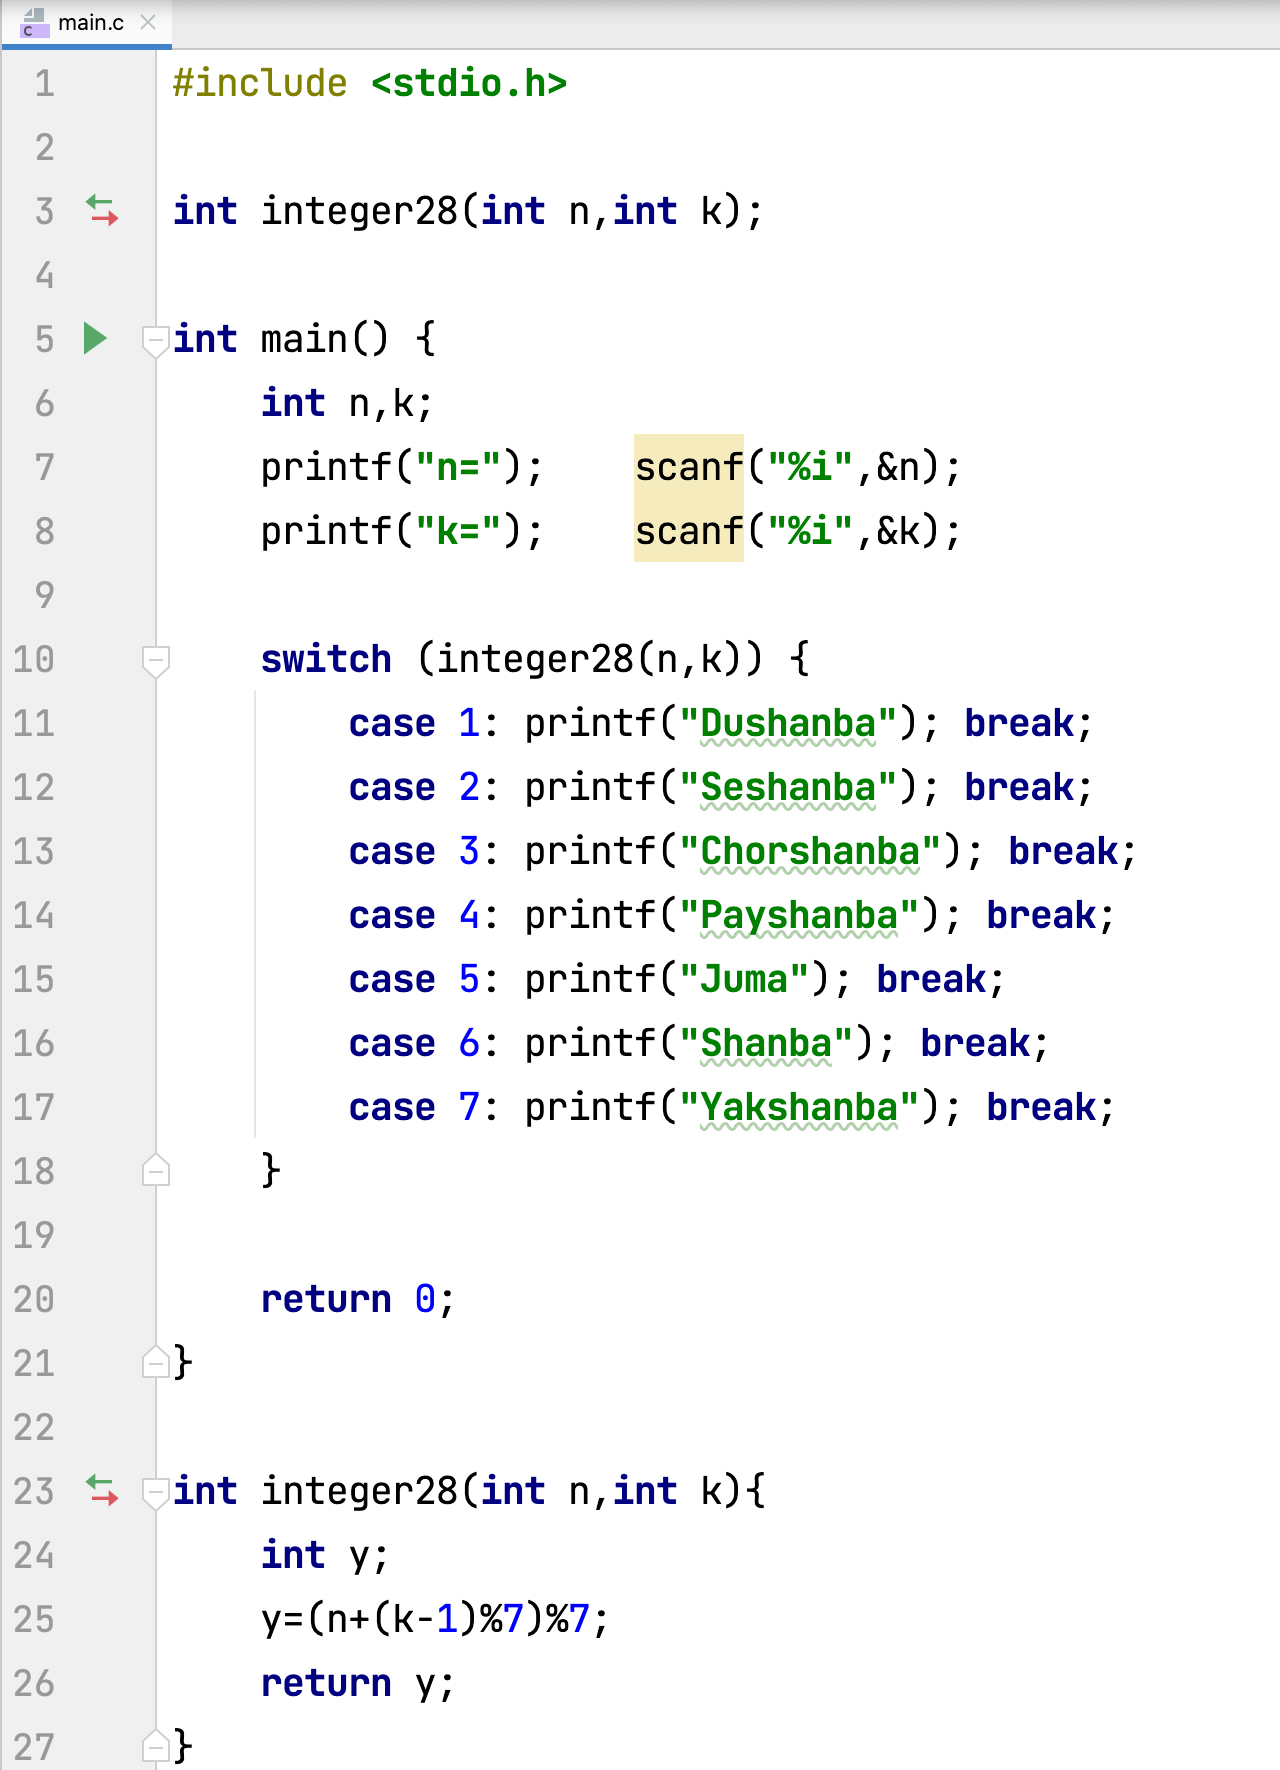 main.c
1 #include <stdio.h>
2
3 int integer28(int n,int k);
4
5 int main() {
6     int n,k;
7     printf("n=");    scanf("%i",&n);
8     printf("k=");    scanf("%i",&k);
9
10     switch (integer28(n,k)) {
11         case 1: printf("Dushanba"); break;
12         case 2: printf("Seshanba"); break;
13         case 3: printf("Chorshanba"); break;
14         case 4: printf("Payshanba"); break;
15         case 5: printf("Juma"); break;
16         case 6: printf("Shanba"); break;
17         case 7: printf("Yakshanba"); break;
18     }
19
20     return 0;
21 }
22
23 int integer28(int n,int k){
24     int y;
25     y=(n+(k-1)%7)%7;
26     return y;
27 }